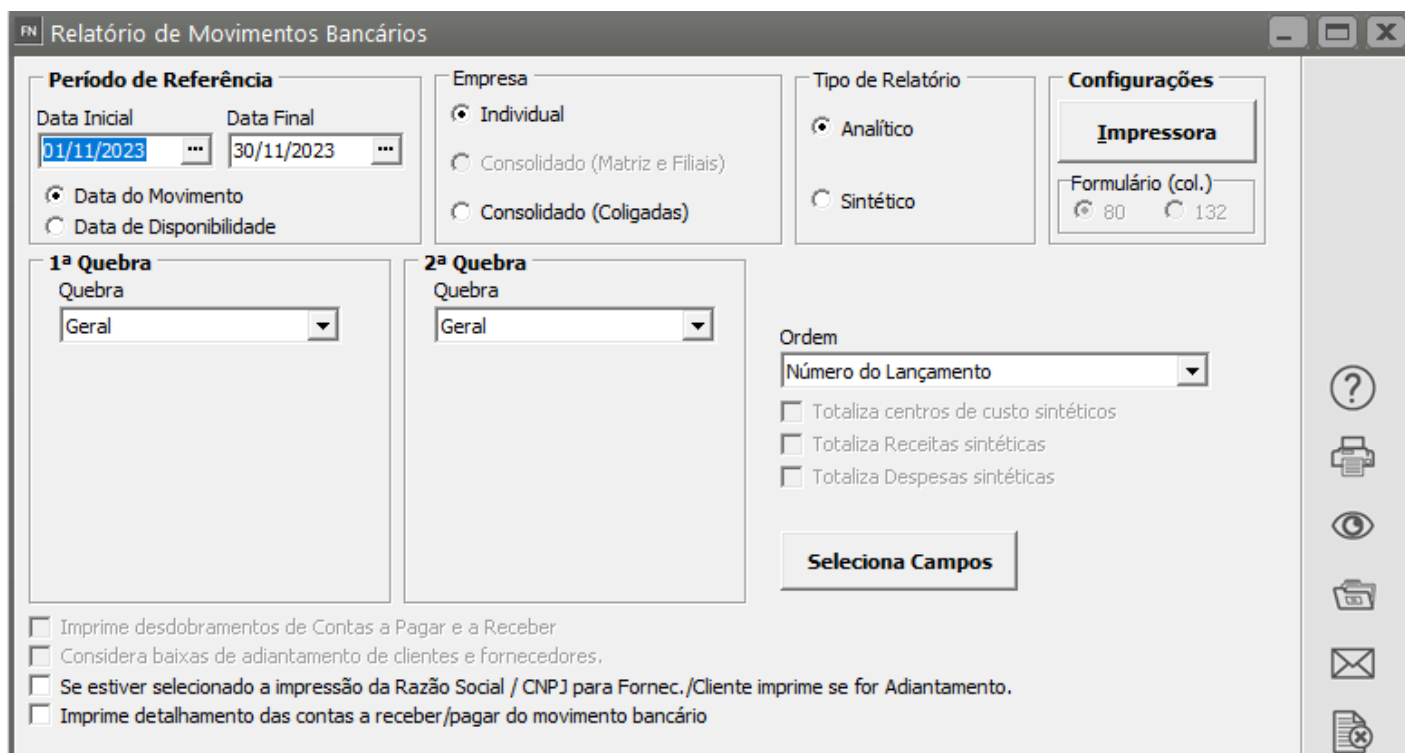 FN Relatório de Movimentos Bancários
Período de Referência
Data Inicial Data Final
01/11/2023 ... 30/11/2023 ...
Data do Movimento
Data de Disponibilidade
Empresa
Individual
Consolidado (Matriz e Filiais)
Consolidado (Coligadas)
Tipo de Relatório
Analítico
Sintético
Configurações
Impressora
Formulário (col.)
80 132
1ª Quebra
Quebra
Geral
2ª Quebra
Quebra
Geral
Ordem
Número do Lançamento
Totaliza centros de custo sintéticos
Totaliza Receitas sintéticas
Totaliza Despesas sintéticas
Seleciona Campos
Imprime desdobramentos de Contas a Pagar e a Receber
Considera baixas de adiantamento de clientes e fornecedores.
Se estiver selecionado a impressão da Razão Social / CNPJ para Fornec./Cliente imprime se for Adiantamento.
Imprime detalhamento das contas a receber/pagar do movimento bancário